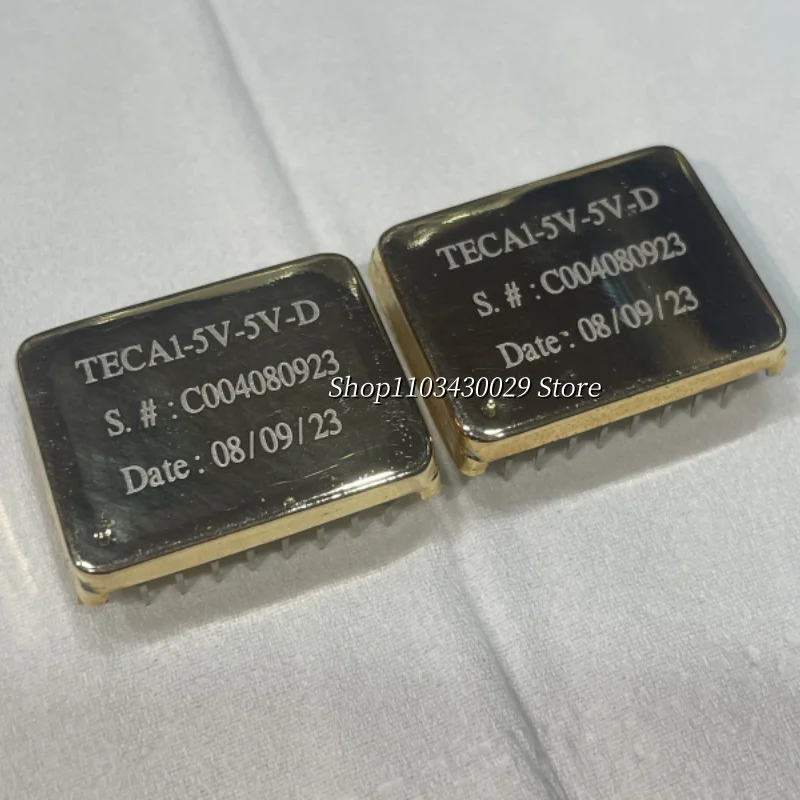 TECA1-5V-5V-D
S. # : C004080923
Date : 08/09/23
TECA1-5V-5V-D
S. # : C004080923
Date : 08/09/23
Shop1103430029 Store